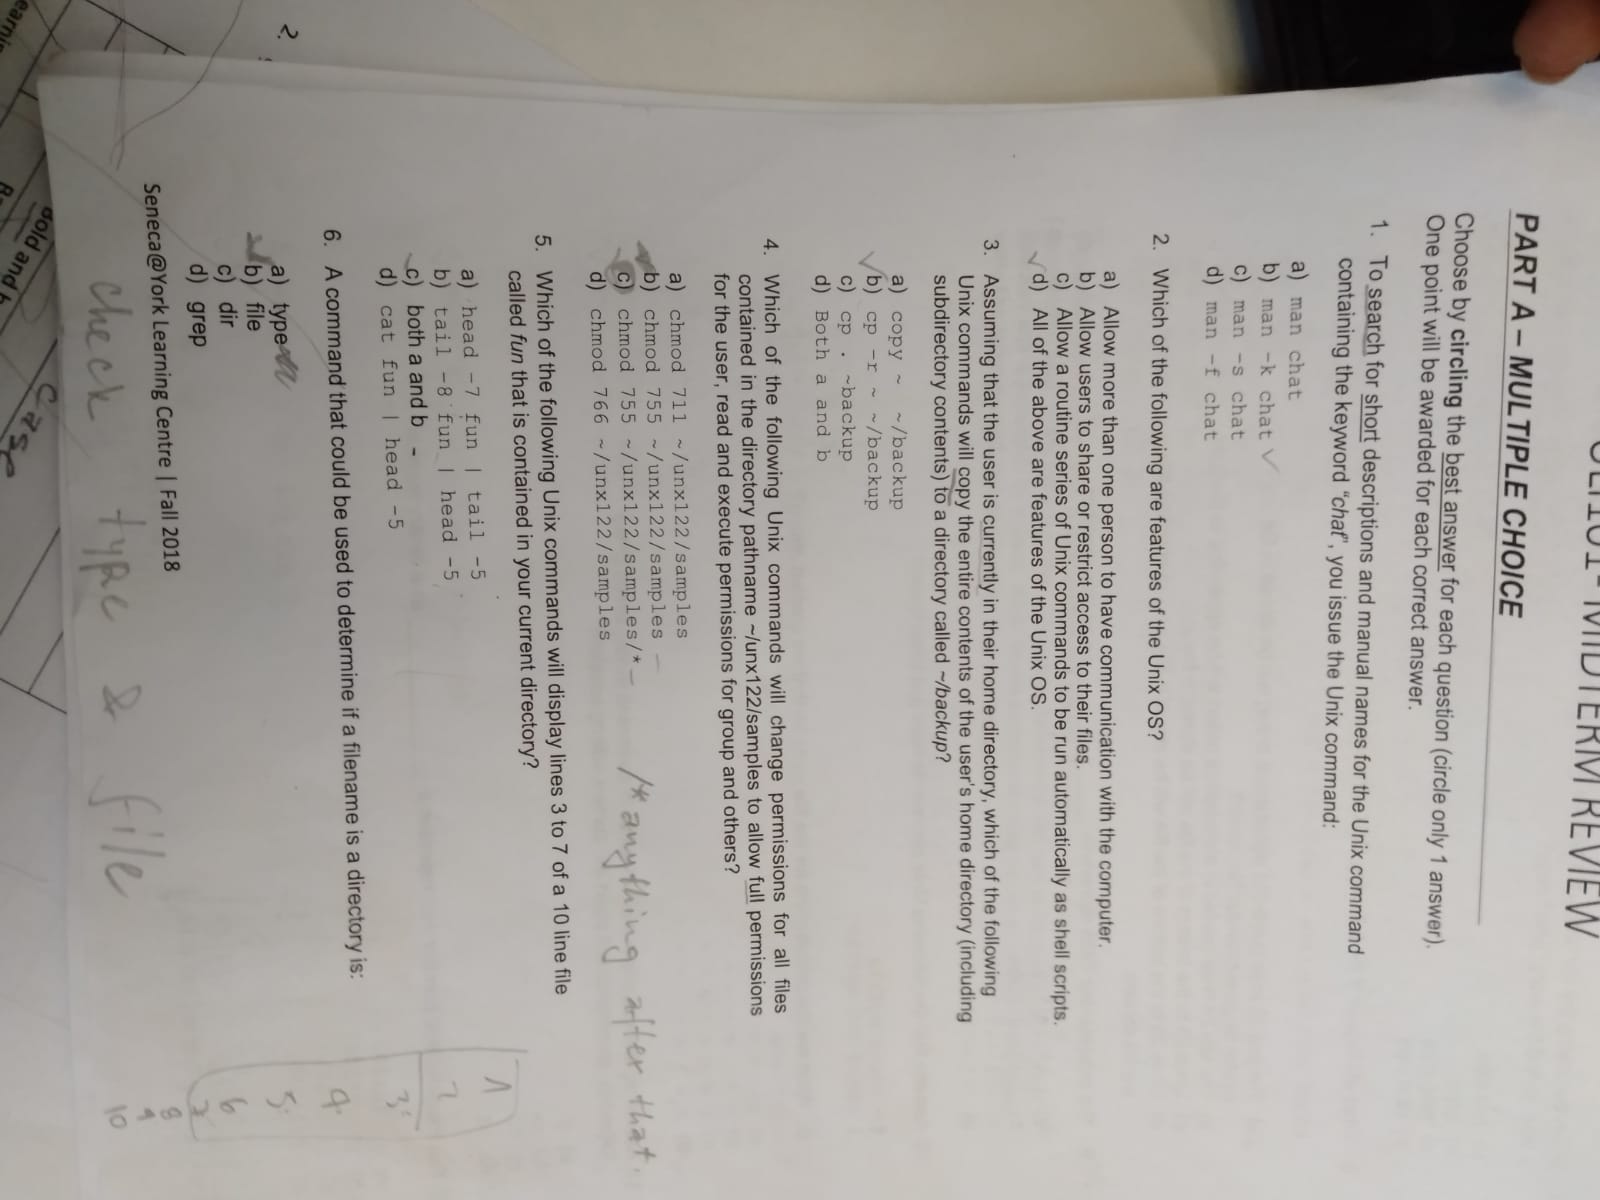 MIDTERM REVIEW
PART A – MULTIPLE CHOICE
Choose by circling the best answer for each question (circle only 1 answer).
One point will be awarded for each correct answer.
1. To search for short descriptions and manual names for the Unix command
containing the keyword “chat”, you issue the Unix command:
a) man chat
b) man -k chat ✓
c) man -s chat
d) man -f chat
2. Which of the following are features of the Unix OS?
a) Allow more than one person to have communication with the computer.
b) Allow users to share or restrict access to their files.
c) Allow a routine series of Unix commands to be run automatically as shell scripts.
✓ d) All of the above are features of the Unix OS.
3. Assuming that the user is currently in their home directory, which of the following
Unix commands will copy the entire contents of the user's home directory (including
subdirectory contents) to a directory called ~/backup?
a) copy ~ ~/backup
✓ b) cp -r ~ ~/backup
c) cp . ~backup
d) Both a and b
4. Which of the following Unix commands will change permissions for all files
contained in the directory pathname ~/unx122/samples to allow full permissions
for the user, read and execute permissions for group and others?
a) chmod 711 ~/unx122/samples
b) chmod 755 ~/unx122/samples –
c) chmod 755 ~/unx122/samples/* –
/* anything after that.
d) chmod 766 ~/unx122/samples
5. Which of the following Unix commands will display lines 3 to 7 of a 10 line file
called fun that is contained in your current directory?
a) head -7 fun | tail -5
b) tail -8 fun | head -5
c) both a and b -
d) cat fun | head -5
1
2
3
4
5
6
7
8
9
10
6. A command that could be used to determine if a filename is a directory is:
a) type
b) file
c) dir
d) grep
Seneca@York Learning Centre | Fall 2018
check type & file
2.
case
Bold and